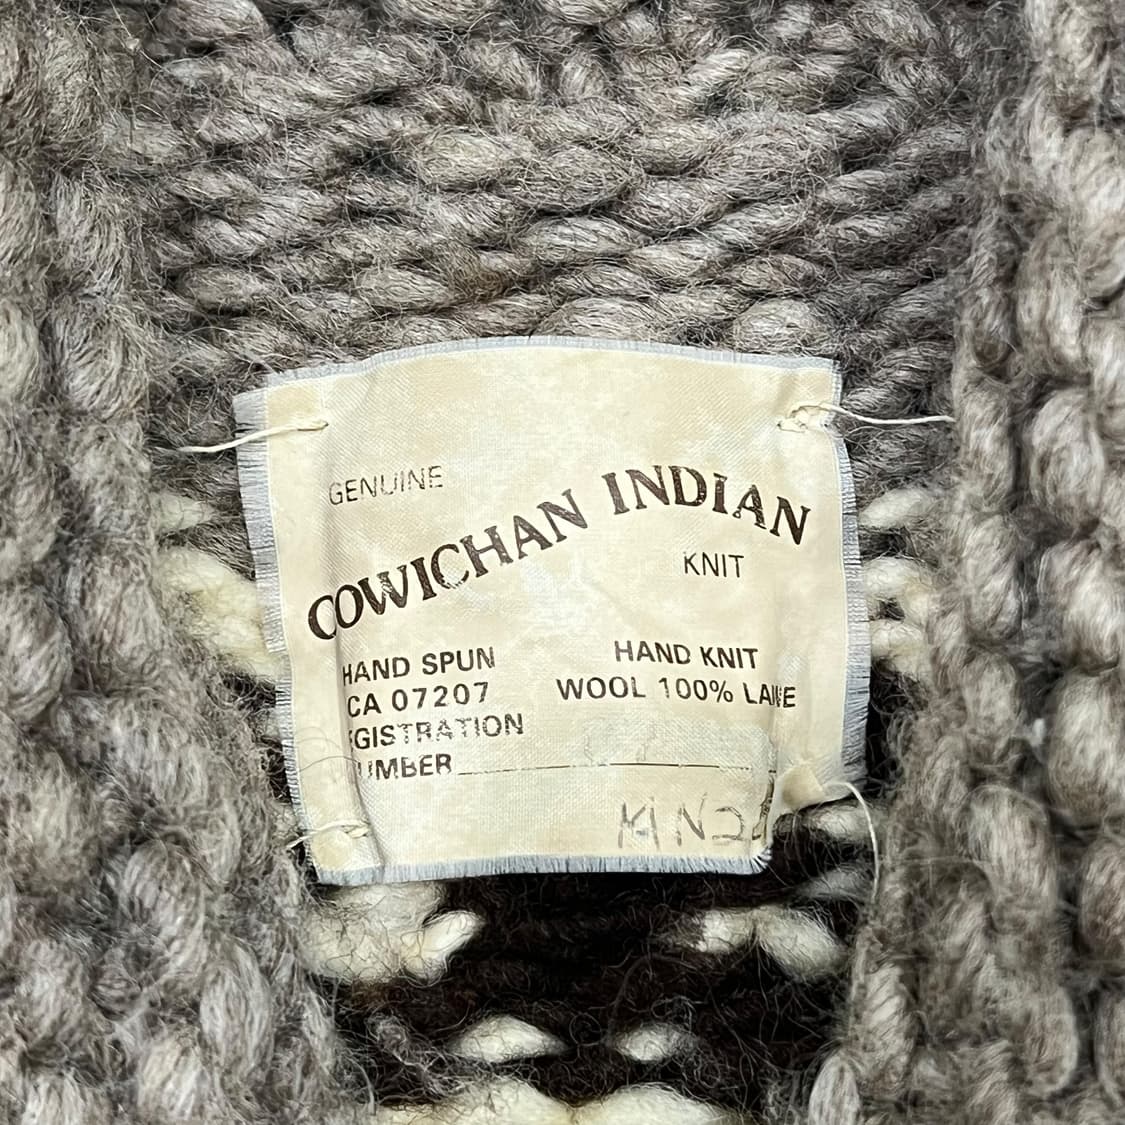 GENUINE
COWICHAN INDIAN
KNIT
HAND SPUN HAND KNIT
CA 07207 WOOL 100% LAINE
EGISTRATION
UMBER